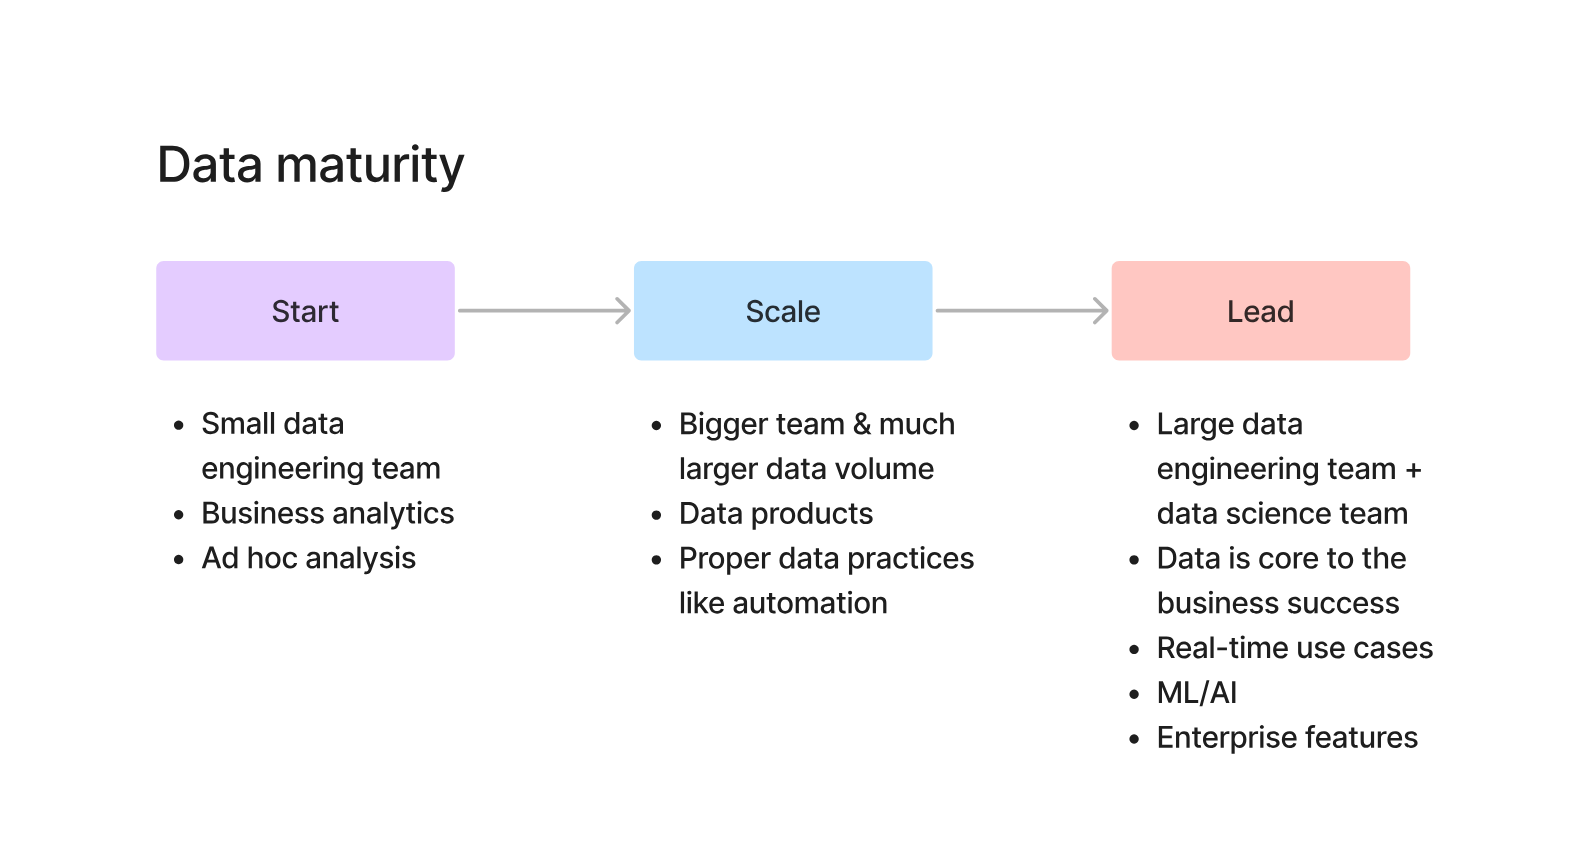 Data maturity
Start
Scale
Lead
• Small data
engineering team
• Business analytics
• Ad hoc analysis
• Bigger team & much
larger data volume
• Data products
• Proper data practices
like automation
• Large data
engineering team +
data science team
• Data is core to the
business success
• Real-time use cases
• ML/AI
• Enterprise features